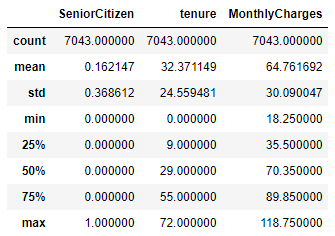 SeniorCitizen tenure MonthlyCharges
count 7043.000000 7043.000000 7043.000000
mean 0.162147 32.371149 64.761692
std 0.368612 24.559481 30.090047
min 0.000000 0.000000 18.250000
25% 0.000000 9.000000 35.500000
50% 0.000000 29.000000 70.350000
75% 0.000000 55.000000 89.850000
max 1.000000 72.000000 118.750000